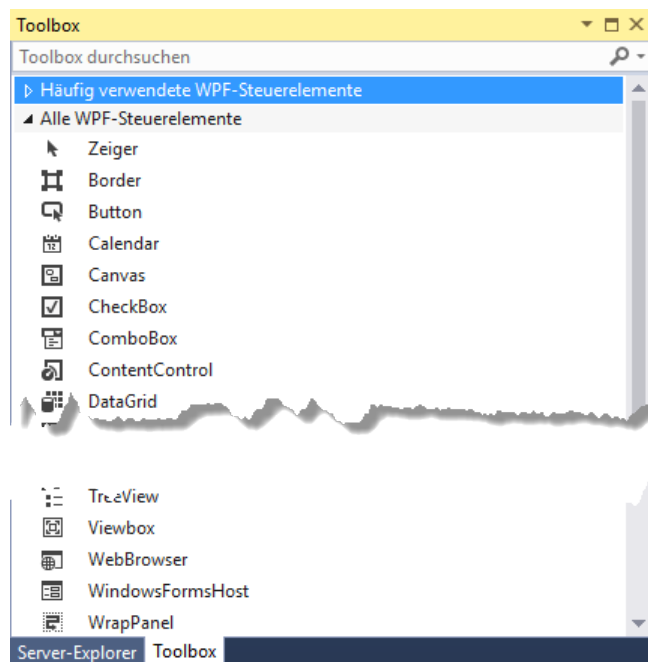 Toolbox
Toolbox durchsuchen
Häufig verwendete WPF-Steuerelemente
Alle WPF-Steuerelemente
Zeiger
Border
Button
12
Calendar
Canvas
CheckBox
ComboBox
ContentControl
DataGrid
TreeView
Viewbox
WebBrowser
WindowsFormsHost
WrapPanel
Server-Explorer Toolbox